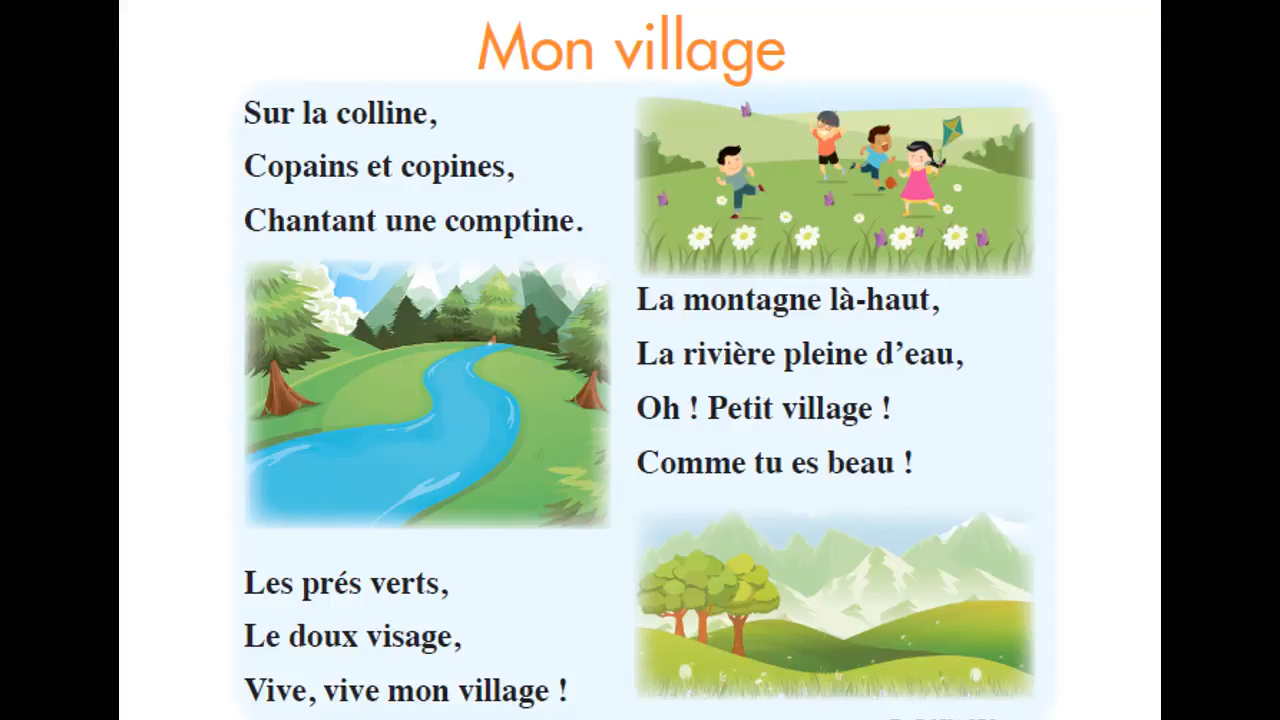 Mon village
Sur la colline,
Copains et copines,
Chantant une comptine.
La montagne là-haut,
La rivière pleine d’eau,
Oh ! Petit village !
Comme tu es beau !
Les prés verts,
Le doux visage,
Vive, vive mon village !